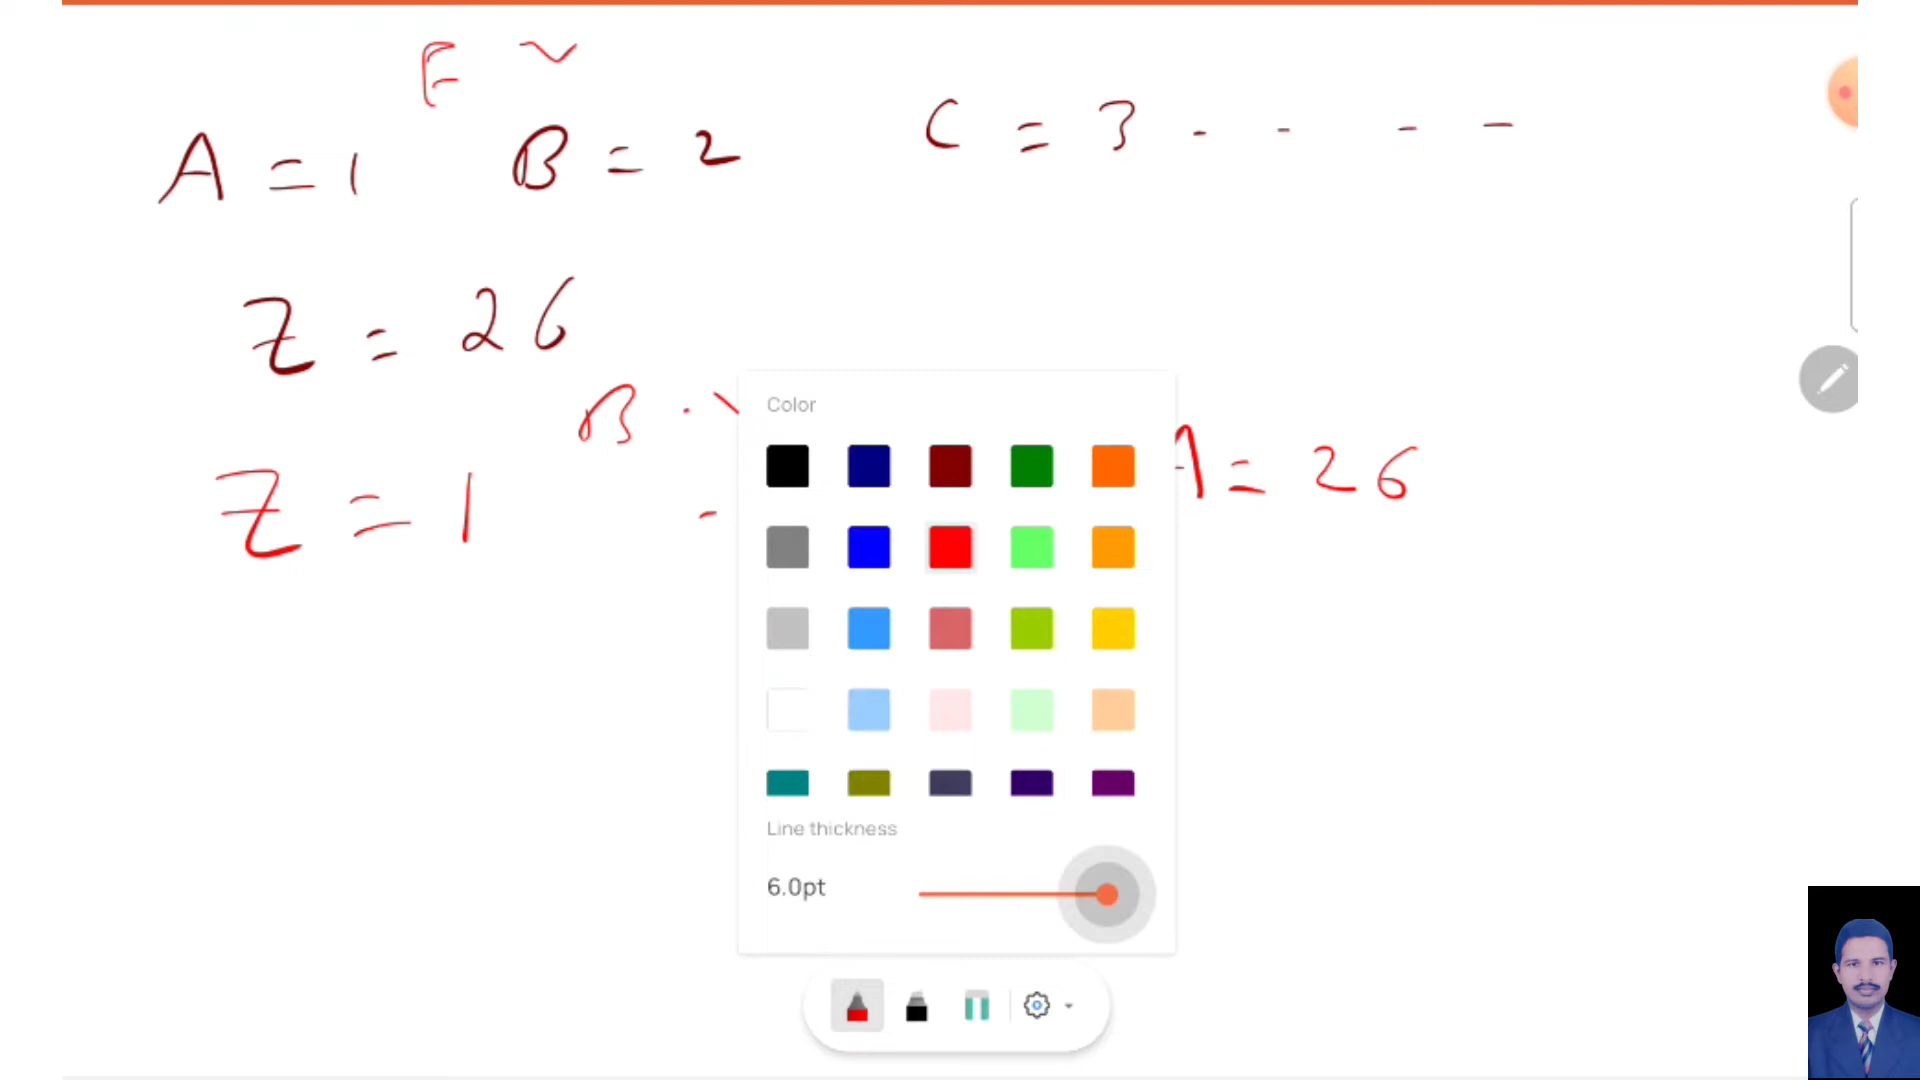 F V
A = 1 B = 2 C = 3 - - - -
Z = 26
B . V
Z = 1 - A = 26
Color
Line thickness
6.0pt